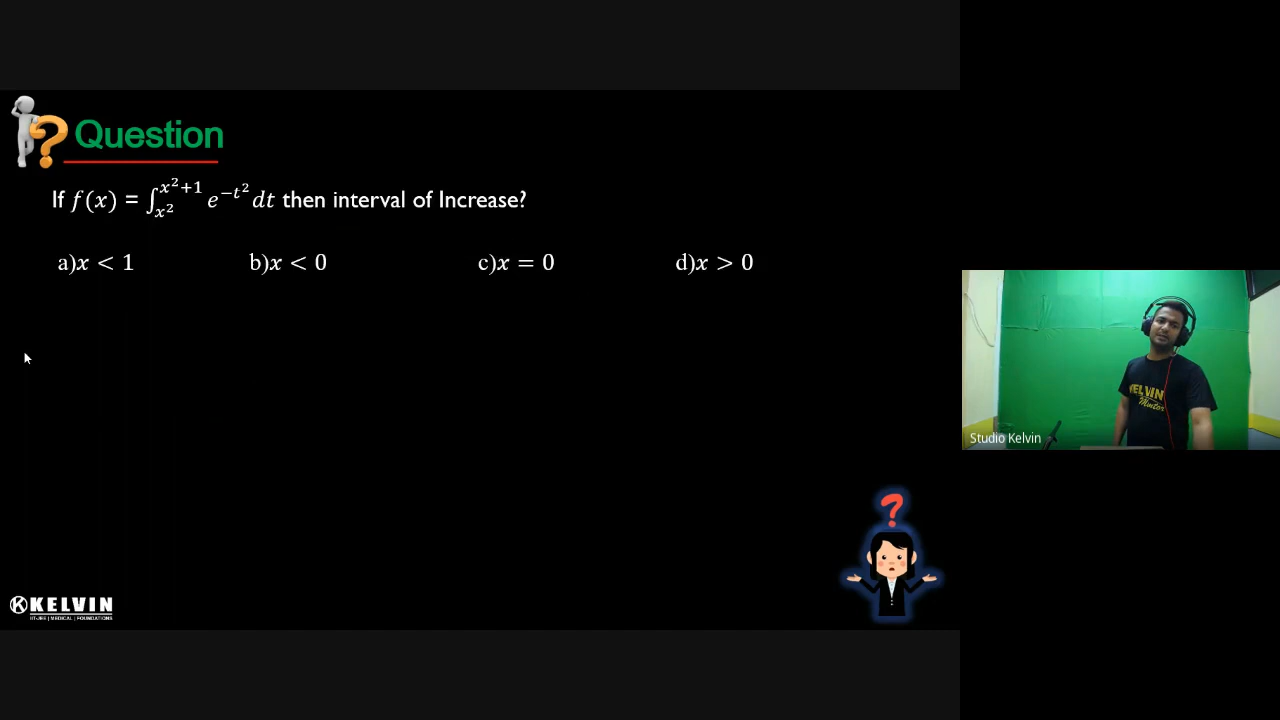 Question
If f(x) = ∫_{x²}^{x²+1} e^{-t²} dt then interval of Increase?
a)x < 1 b)x < 0 c)x = 0 d)x > 0
KELVIN
Mentor
Studio Kelvin
KELVIN
IIT-JEE | MEDICAL | FOUNDATIONS